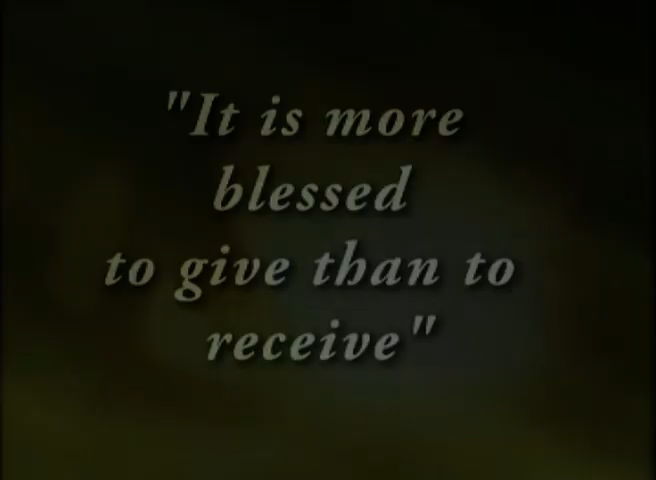 "It is more
blessed
to give than to
receive"